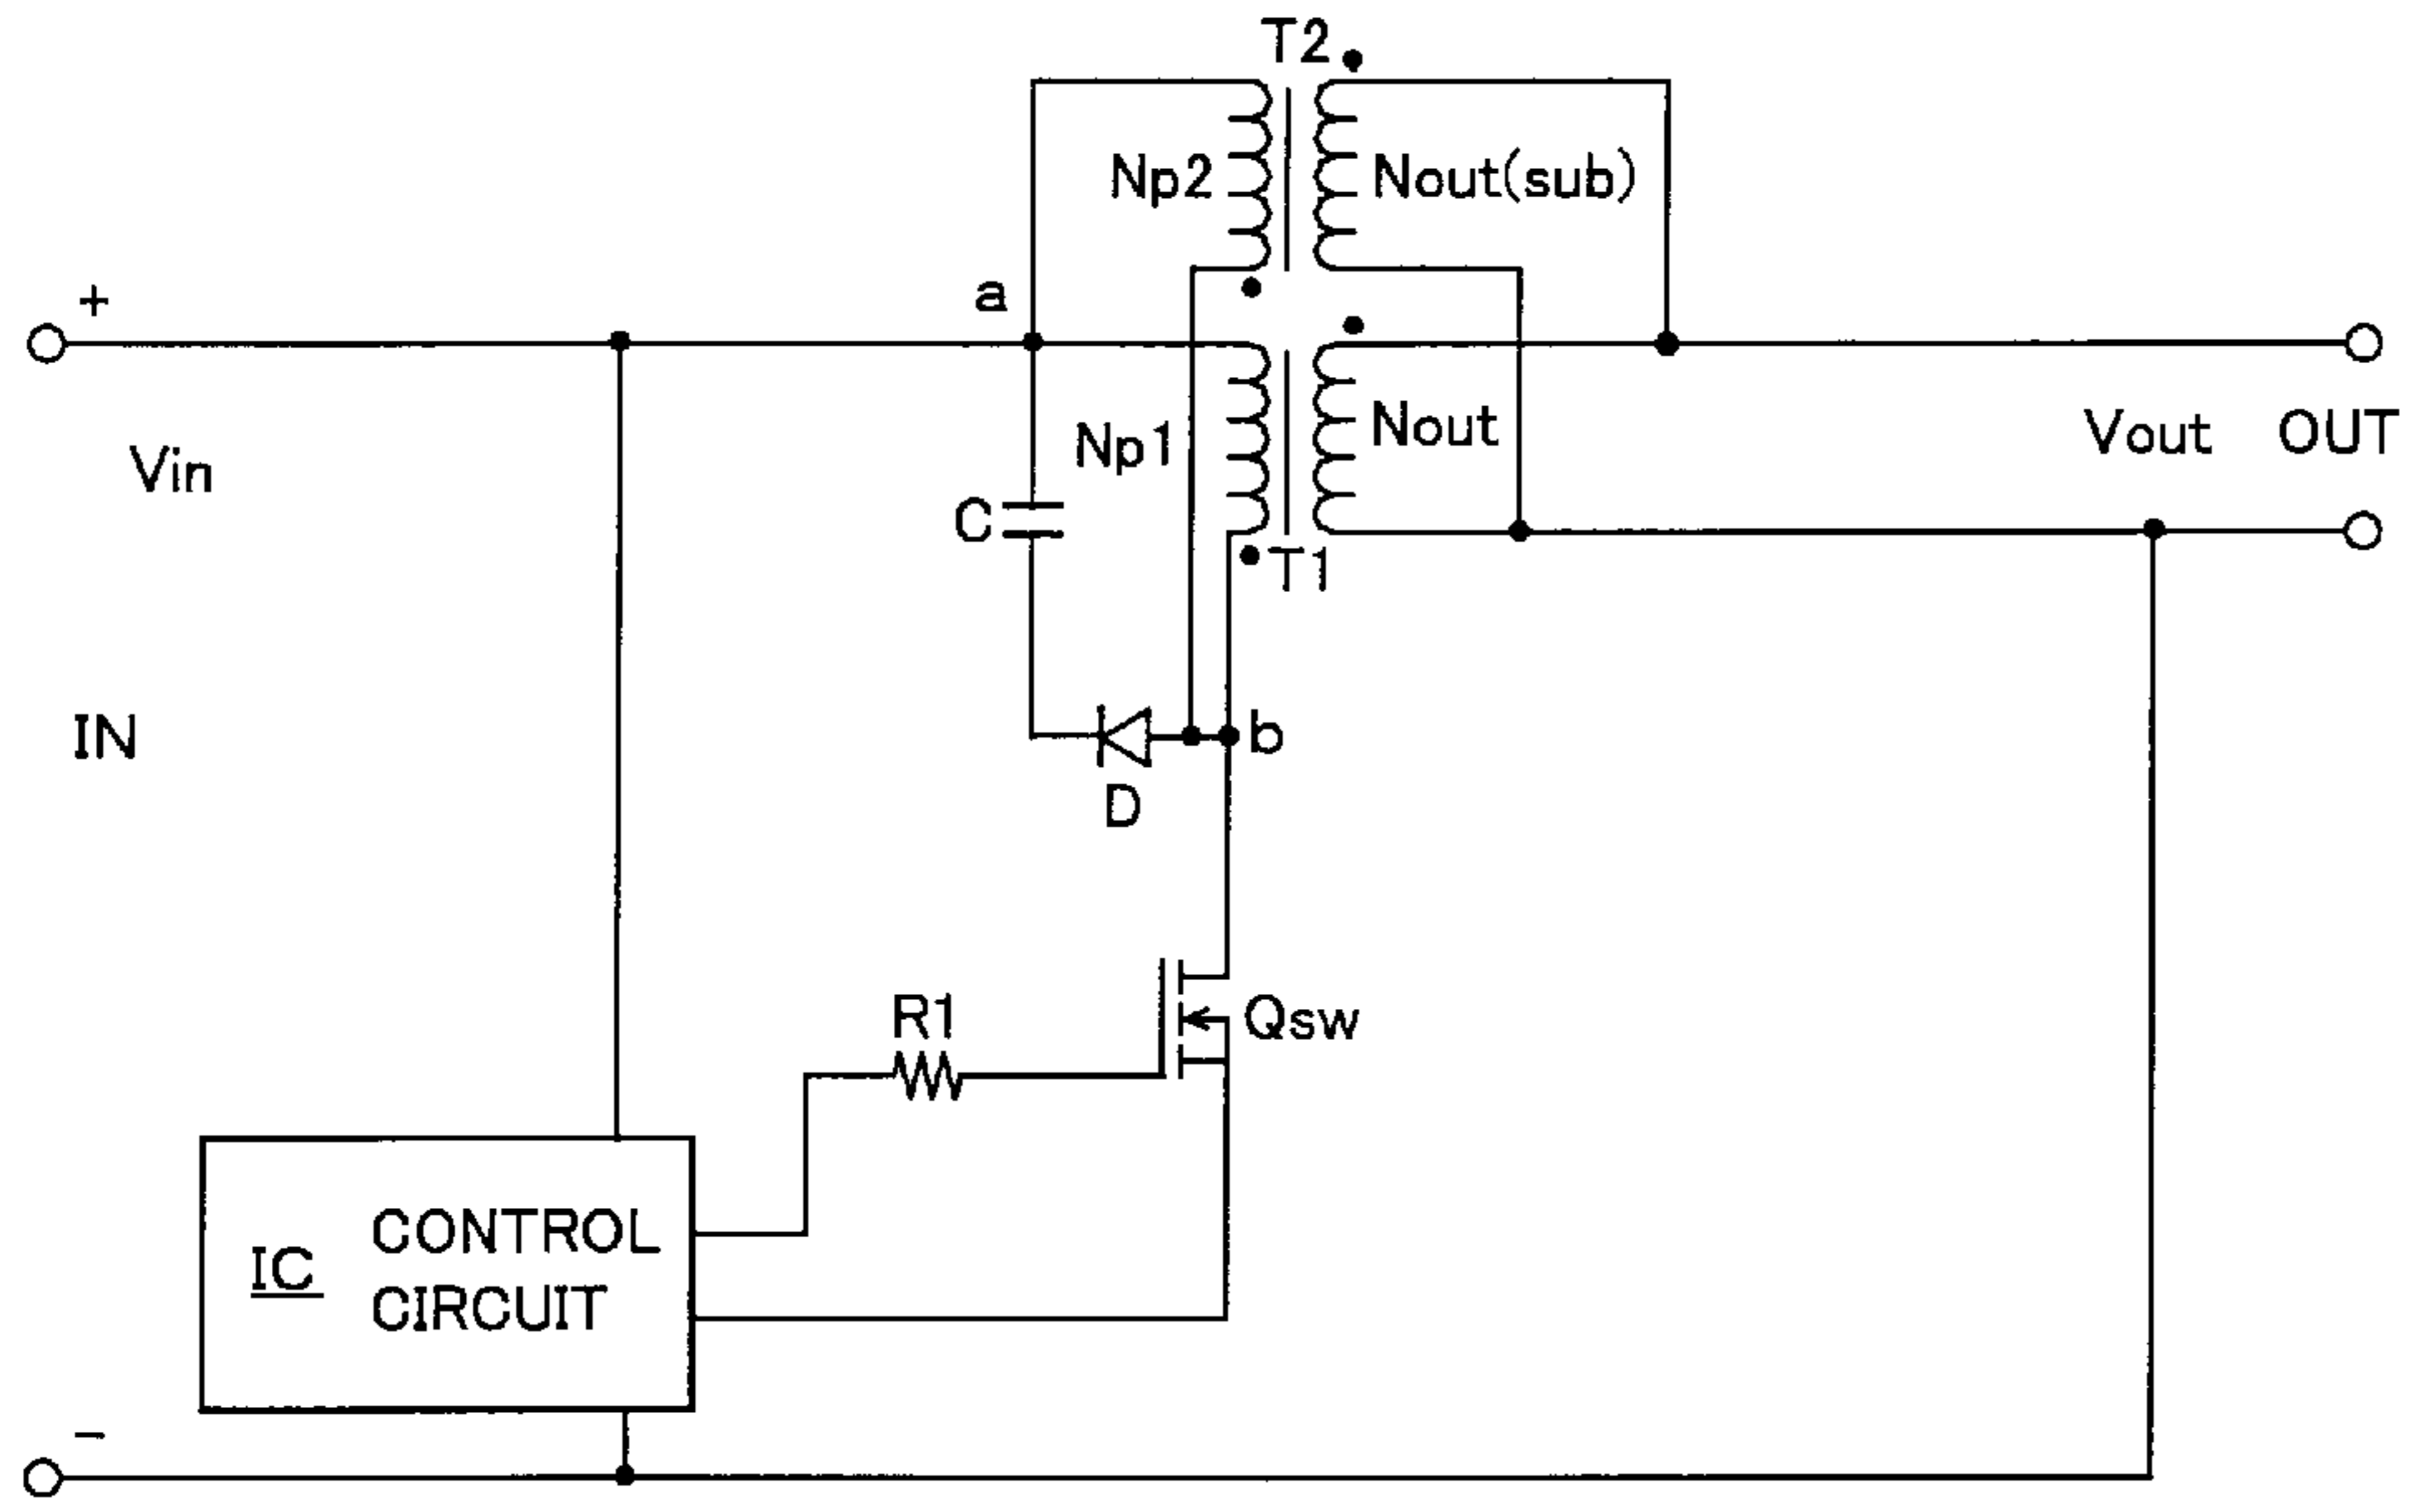 T2
Np2
Nout(sub)
+
a
Vin
Np1
Nout
Vout
OUT
C
T1
IN
b
D
R1
Qsw
IC
CONTROL
CIRCUIT
−